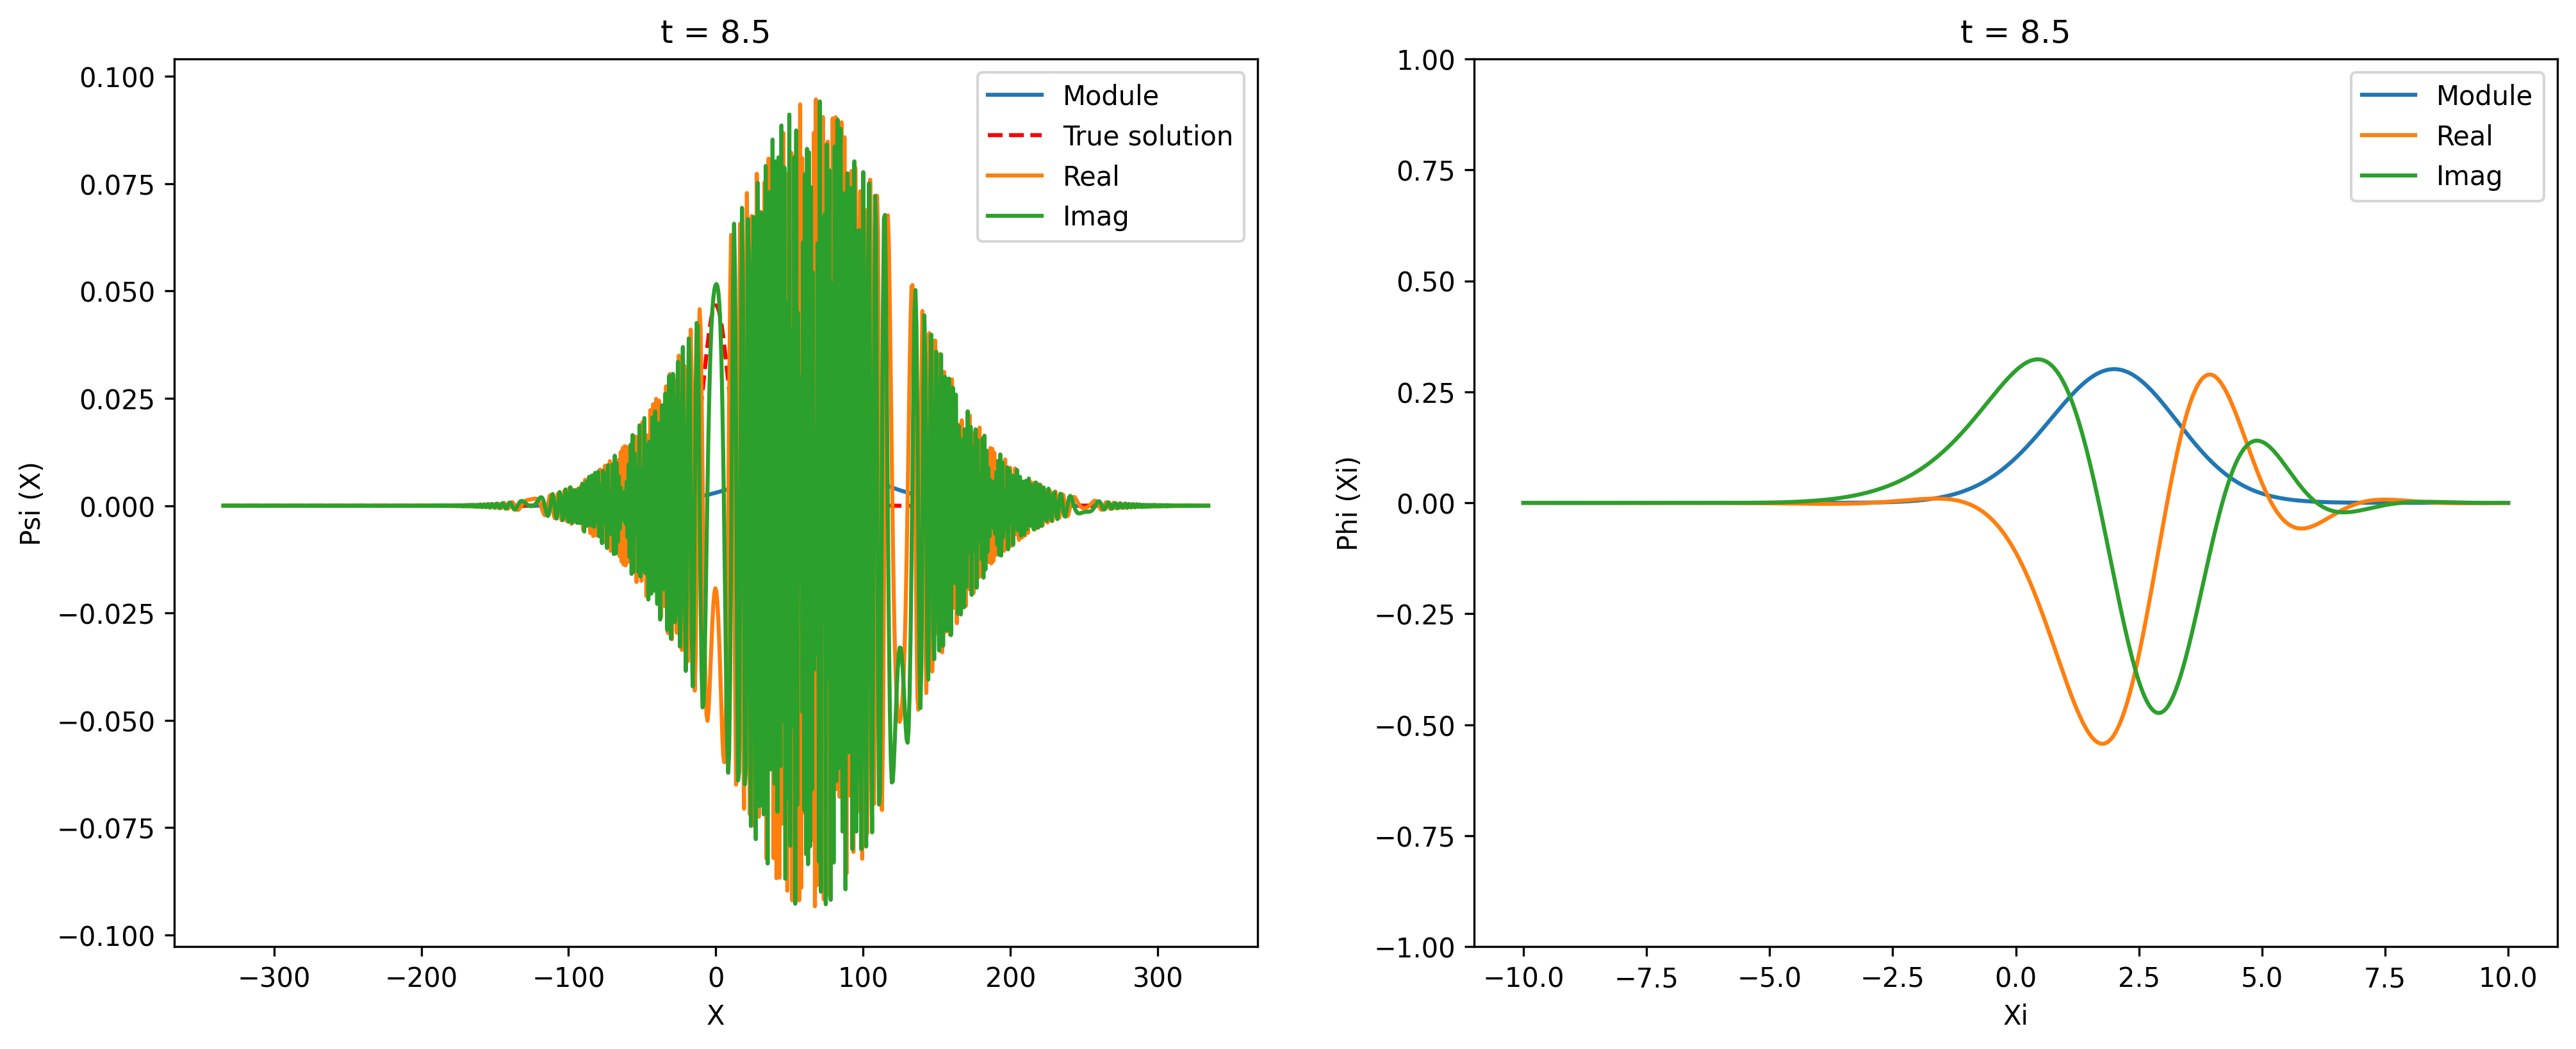 t = 8.5
Psi (X)
0.100
0.075
0.050
0.025
0.000
−0.025
−0.050
−0.075
−0.100
−300
−200
−100
0
100
200
300
X
Module
True solution
Real
Imag
t = 8.5
Phi (Xi)
1.00
0.75
0.50
0.25
0.00
−0.25
−0.50
−0.75
−1.00
−10.0
−7.5
−5.0
−2.5
0.0
2.5
5.0
7.5
10.0
Xi
Module
Real
Imag